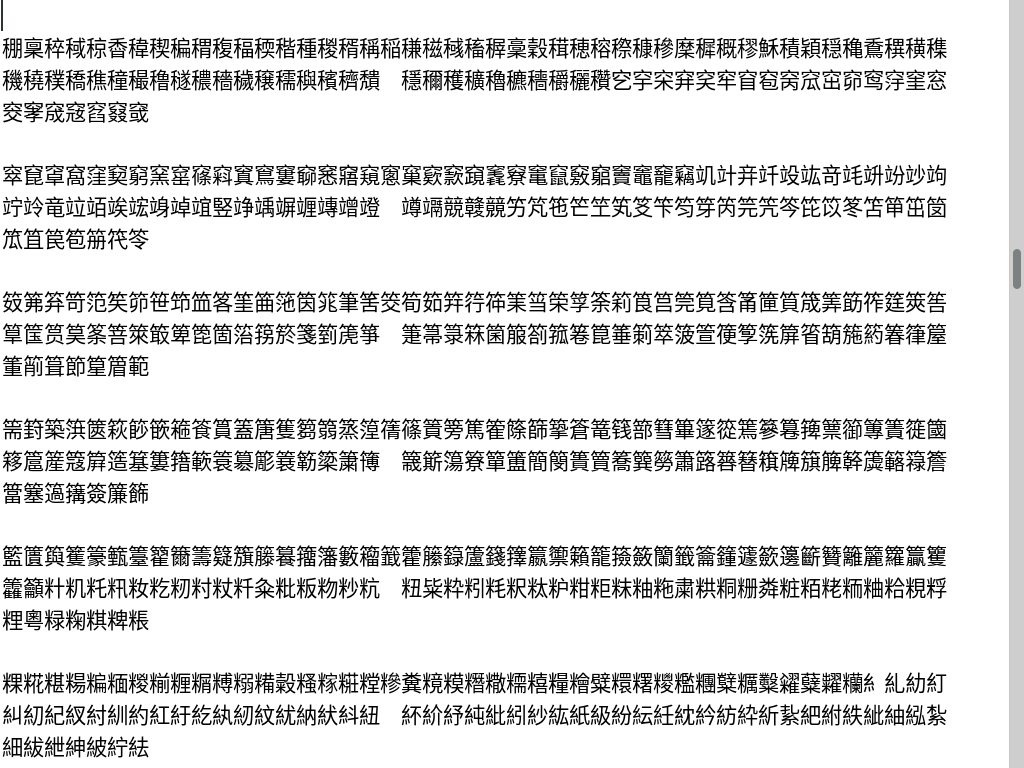 稝稟稡稢稤稥稦稧稨稩稪稫稬稭種稯稰稱稲稴稵稶稸稺稾穀穁穂穃穄穅穇穈穉穊穋穌積穎穏穐穒穓穔穕
穖穘穙穚穛穜穝穞穟穠穡穢穣穤穥穦穧穨　穩穪穫穬穭穮穯穱穲穳穵穻穼穽穾窂窅窇窉窊窋窌窎窏窐窓
窔窙窚窛窞窡窢
窣窤窧窩窪窫窮窯窰窱窲窴窵窶窷窸窹窺窻窼窽窾竀竁竂竃竄竅竆竇竈竉竊竌竍竎竏竐竑竒竓竔竕竗竘
竚竛竜竝竡竢竤竧竨竩竪竫竬竮竰竱竲竳　竴竵競竷竸竻竼竾笀笁笂笅笇笉笌笍笎笐笒笓笖笗笘笚笜笝
笟笡笢笣笧笩笭
笯笰笲笴笵笶笷笹笻笽笿筀筁筂筃筄筆筈筊筍筎筓筕筗筙筜筞筟筡筣筤筥筦筧筨筩筪筫筬筭筯筰筳筴筶
筸筺筼筽筿箁箂箃箄箆箇箈箉箊箋箌箎箏　箑箒箓箖箘箙箚箛箞箟箠箣箤箥箮箯箰箲箳箵箶箷箹箺箻箼
箽箾箿節篂篃範
篅篈築篊篋篍篎篏篐篒篔篕篖篗篘篛篜篞篟篠篢篣篤篧篨篩篫篬篭篯篰篲篳篴篵篶篸篹篺篻篽篿簀簁簂
簃簄簅簆簈簉簊簍簎簐簑簒簓簔簕簗簘簙　簚簛簜簝簞簠簡簢簣簤簥簨簩簫簬簭簮簯簰簱簲簳簴簵簶簷
簹簺簻簼簽簾籂
籃籄籅籆籇籈籉籊籋籌籎籏籐籑籒籓籔籕籖籗籘籙籚籛籜籝籞籟籠籡籢籣籤籥籦籧籨籩籪籫籬籭籮籯籰
籱籲籵籶籷籸籹籺籾籿粀粁粂粃粄粅粆粇　粈粊粋粌粍粎粏粐粓粔粖粙粚粛粠粡粣粦粧粨粩粫粬粭粯粰
粴粵粶粷粸粺粻
粿糀糂糃糄糆糉糋糎糏糐糑糒糓糔糘糚糛糝糞糡糢糣糤糥糦糧糩糪糫糬糭糮糰糱糲糳糴糵糶糷糹糺糼糽
糾糿紀紁紂紃約紅紆紇紈紉紋紌納紎紏紐　紑紒紓純紕紖紗紘紙級紛紜紝紞紟紡紣紤紥紦紨紩紪紬紭紮
細紱紲紳紴紵紶